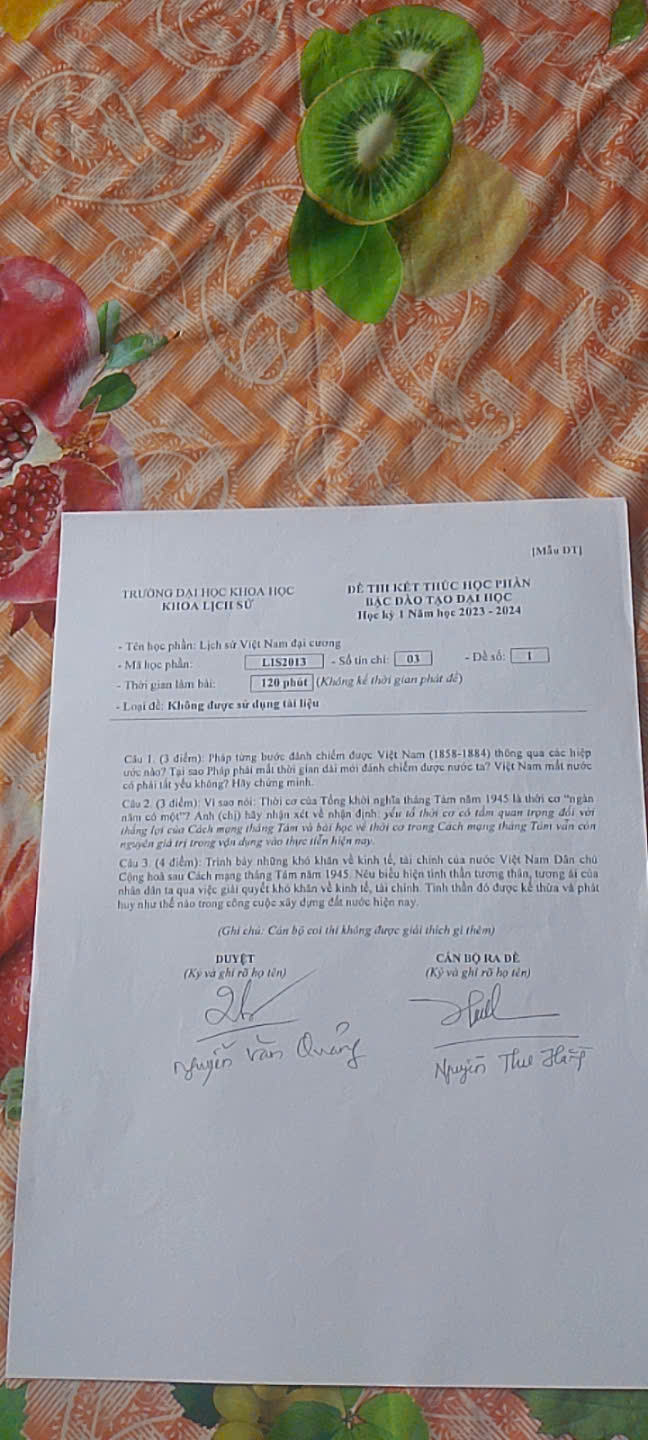 [Mẫu DT]
TRƯỜNG ĐẠI HỌC KHOA HỌC
KHOA LỊCH SỬ
ĐỀ THI KẾT THÚC HỌC PHẦN
BẬC ĐÀO TẠO ĐẠI HỌC
Học kỳ 1 Năm học 2023 - 2024
- Tên học phần: Lịch sử Việt Nam đại cương
- Mã học phần: LIS2013 - Số tín chỉ: 03 - Đề số: 1
- Thời gian làm bài: 120 phút (Không kể thời gian phát đề)
- Loại đề: Không được sử dụng tài liệu
Câu 1. (3 điểm): Pháp từng bước đánh chiếm được Việt Nam (1858-1884) thông qua các hiệp
ước nào? Tại sao Pháp phải mất thời gian dài mới đánh chiếm được nước ta? Việt Nam mất nước
có phải tất yếu không? Hãy chứng minh.
Câu 2. (3 điểm): Vì sao nói: Thời cơ của Tổng khởi nghĩa tháng Tám năm 1945 là thời cơ "ngàn
năm có một"? Anh (chị) hãy nhận xét về nhận định: yếu tố thời cơ có tầm quan trọng đối với
thắng lợi của Cách mạng tháng Tám và bài học về thời cơ trong Cách mạng tháng Tám vẫn còn
nguyên giá trị trong vận dụng vào thực tiễn hiện nay.
Câu 3. (4 điểm): Trình bày những khó khăn về kinh tế, tài chính của nước Việt Nam Dân chủ
Cộng hoà sau Cách mạng tháng Tám năm 1945. Nêu biểu hiện tinh thần tương thân, tương ái của
nhân dân ta qua việc giải quyết khó khăn về kinh tế, tài chính. Tinh thần đó được kế thừa và phát
huy như thế nào trong công cuộc xây dựng đất nước hiện nay.
(Ghi chú: Cán bộ coi thi không được giải thích gì thêm)
DUYỆT
(Ký và ghi rõ họ tên)
Nguyễn Văn Quảng
CÁN BỘ RA ĐỀ
(Ký và ghi rõ họ tên)
Nguyễn Thu Hằng